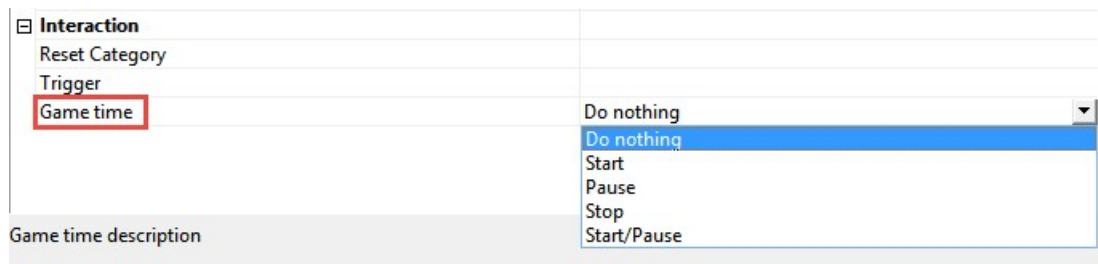 Interaction
Reset Category
Trigger
Game time Do nothing
Do nothing
Start
Pause
Stop
Start/Pause
Game time description